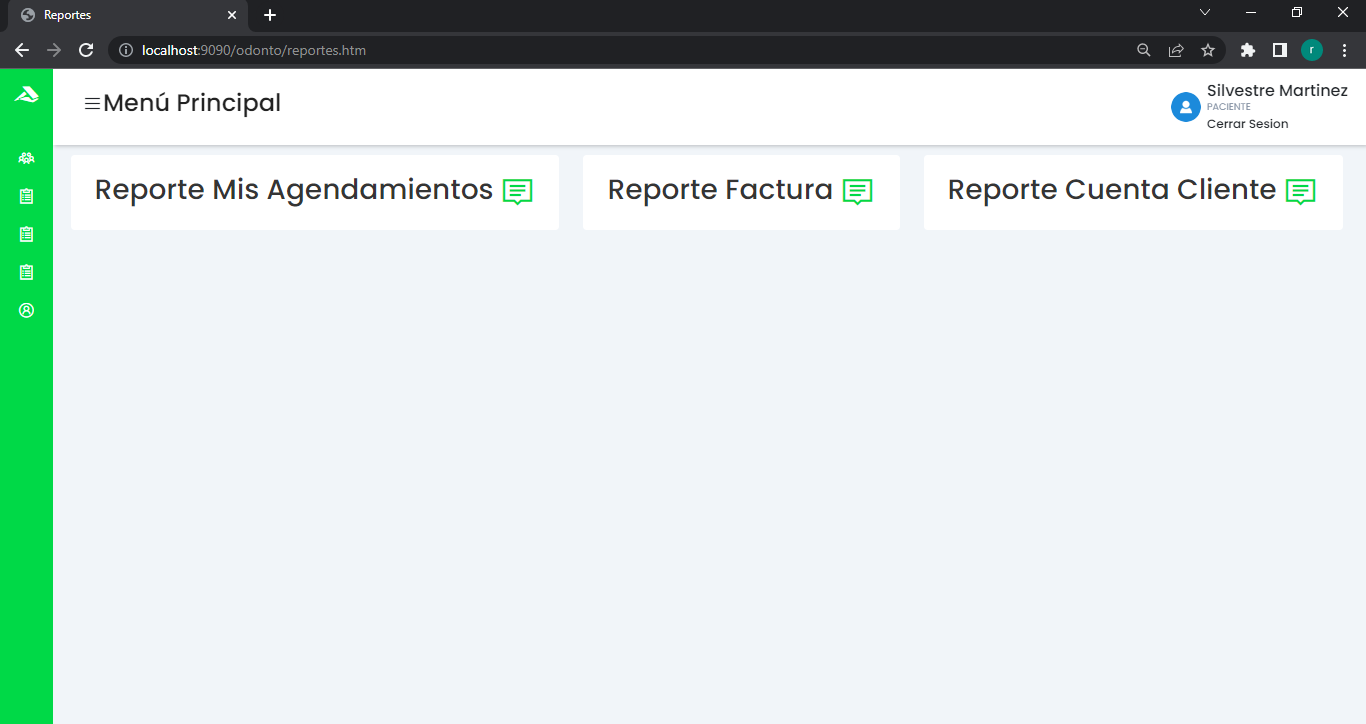 Reportes
localhost:9090/odonto/reportes.htm
r
Menú Principal
Silvestre Martinez
PACIENTE
Cerrar Sesion
Reporte Mis Agendamientos
Reporte Factura
Reporte Cuenta Cliente